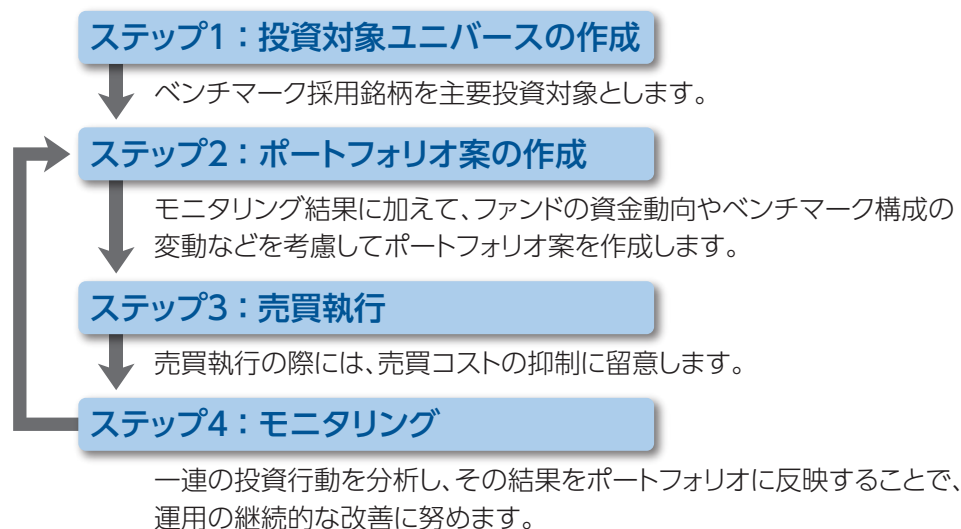 ステップ1：投資対象ユニバースの作成
ベンチマーク採用銘柄を主要投資対象とします。
ステップ2：ポートフォリオ案の作成
モニタリング結果に加えて、ファンドの資金動向やベンチマーク構成の
変動などを考慮してポートフォリオ案を作成します。
ステップ3：売買執行
売買執行の際には、売買コストの抑制に留意します。
ステップ4：モニタリング
一連の投資行動を分析し、その結果をポートフォリオに反映することで、
運用の継続的な改善に努めます。